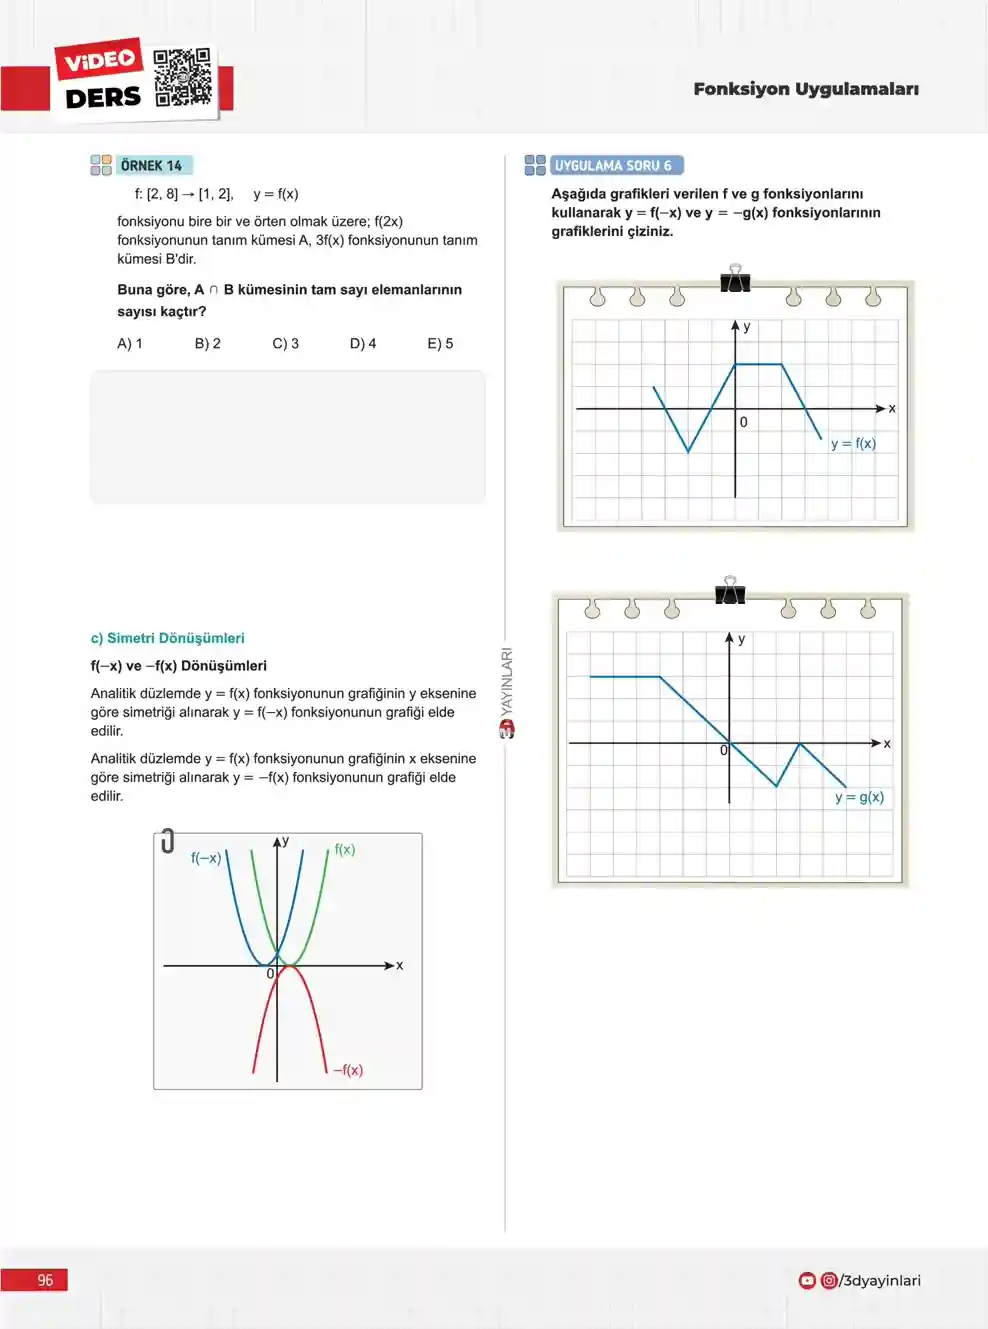 ViDEO
DERS
Fonksiyon Uygulamaları
ÖRNEK 14
f: [2, 8] → [1, 2],    y = f(x)
fonksiyonu bire bir ve örten olmak üzere; f(2x)
fonksiyonunun tanım kümesi A, 3f(x) fonksiyonunun tanım
kümesi B'dir.
Buna göre, A ∩ B kümesinin tam sayı elemanlarının
sayısı kaçtır?
A) 1    B) 2    C) 3    D) 4    E) 5
c) Simetri Dönüşümleri
f(−x) ve −f(x) Dönüşümleri
Analitik düzlemde y = f(x) fonksiyonunun grafiğinin y eksenine
göre simetriği alınarak y = f(−x) fonksiyonunun grafiği elde
edilir.
Analitik düzlemde y = f(x) fonksiyonunun grafiğinin x eksenine
göre simetriği alınarak y = −f(x) fonksiyonunun grafiği elde
edilir.
f(−x)
y
f(x)
x
0
−f(x)
3D YAYINLARI
UYGULAMA SORU 6
Aşağıda grafikleri verilen f ve g fonksiyonlarını
kullanarak y = f(−x) ve y = −g(x) fonksiyonlarının
grafiklerini çiziniz.
y
x
0
y = f(x)
y
x
0
y = g(x)
96
/3dyayinlari